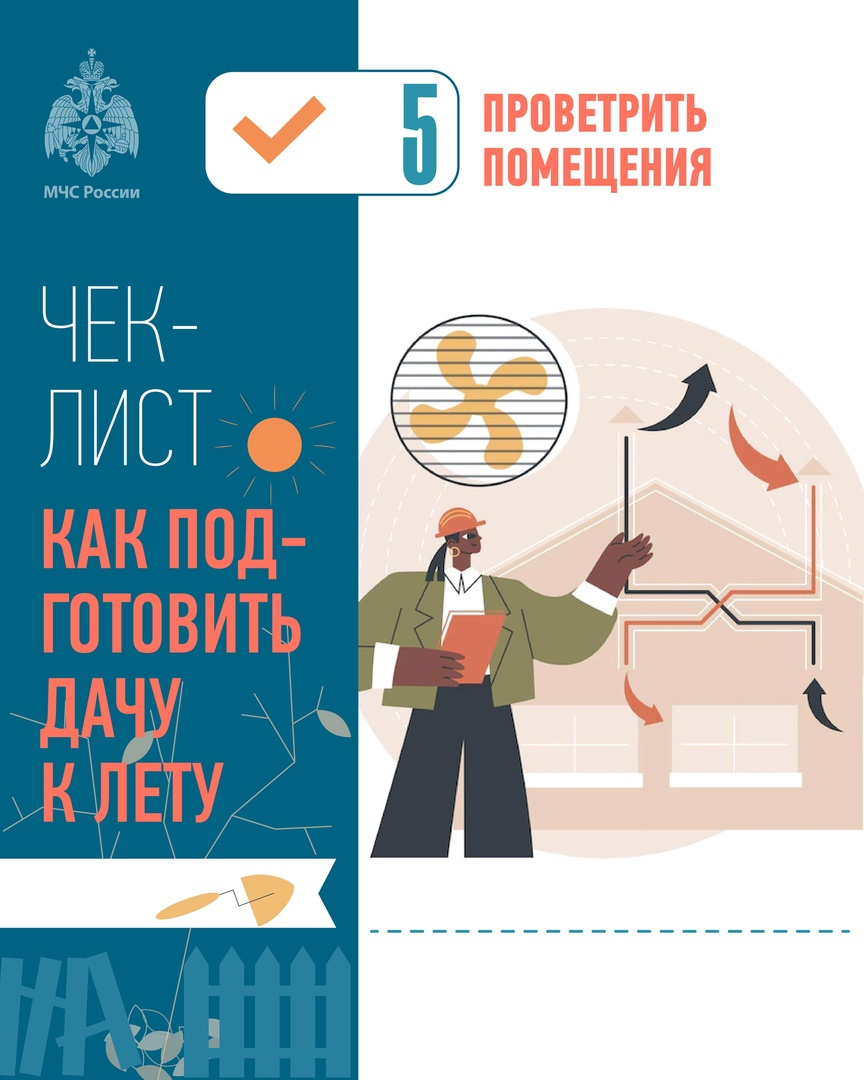 МЧС России
5
ПРОВЕТРИТЬ
ПОМЕЩЕНИЯ
ЧЕК-
ЛИСТ
КАК ПОД-
ГОТОВИТЬ
ДАЧУ
К ЛЕТУ